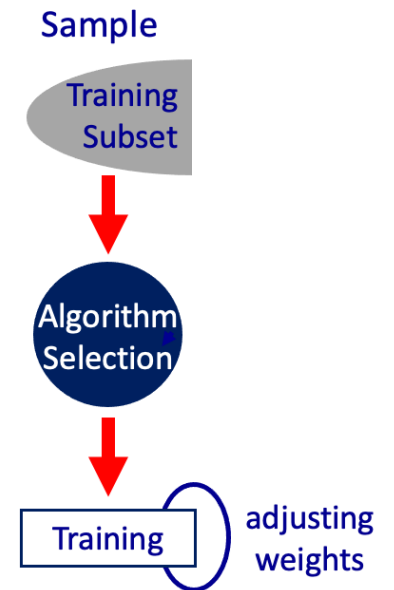 Sample
Training
Subset
Algorithm
Selection
Training
adjusting
weights